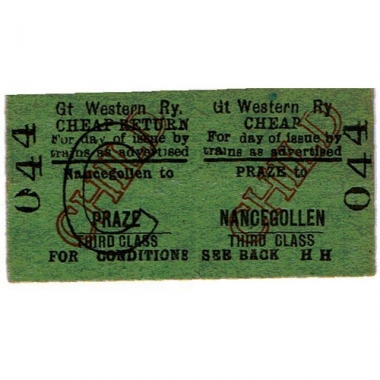 044
Gt Western Ry.
CHEAP RETURN
For day of issue by
trains as advertised
Nancegollen to
PRAZE
THIRD CLASS
CHILD
C
Gt Western Ry
CHEAP
For day of issue by
trains as advertised
PRAZE to
NANCEGOLLEN
THIRD CLASS
CHILD
044
FOR CONDITIONS SEE BACK H H